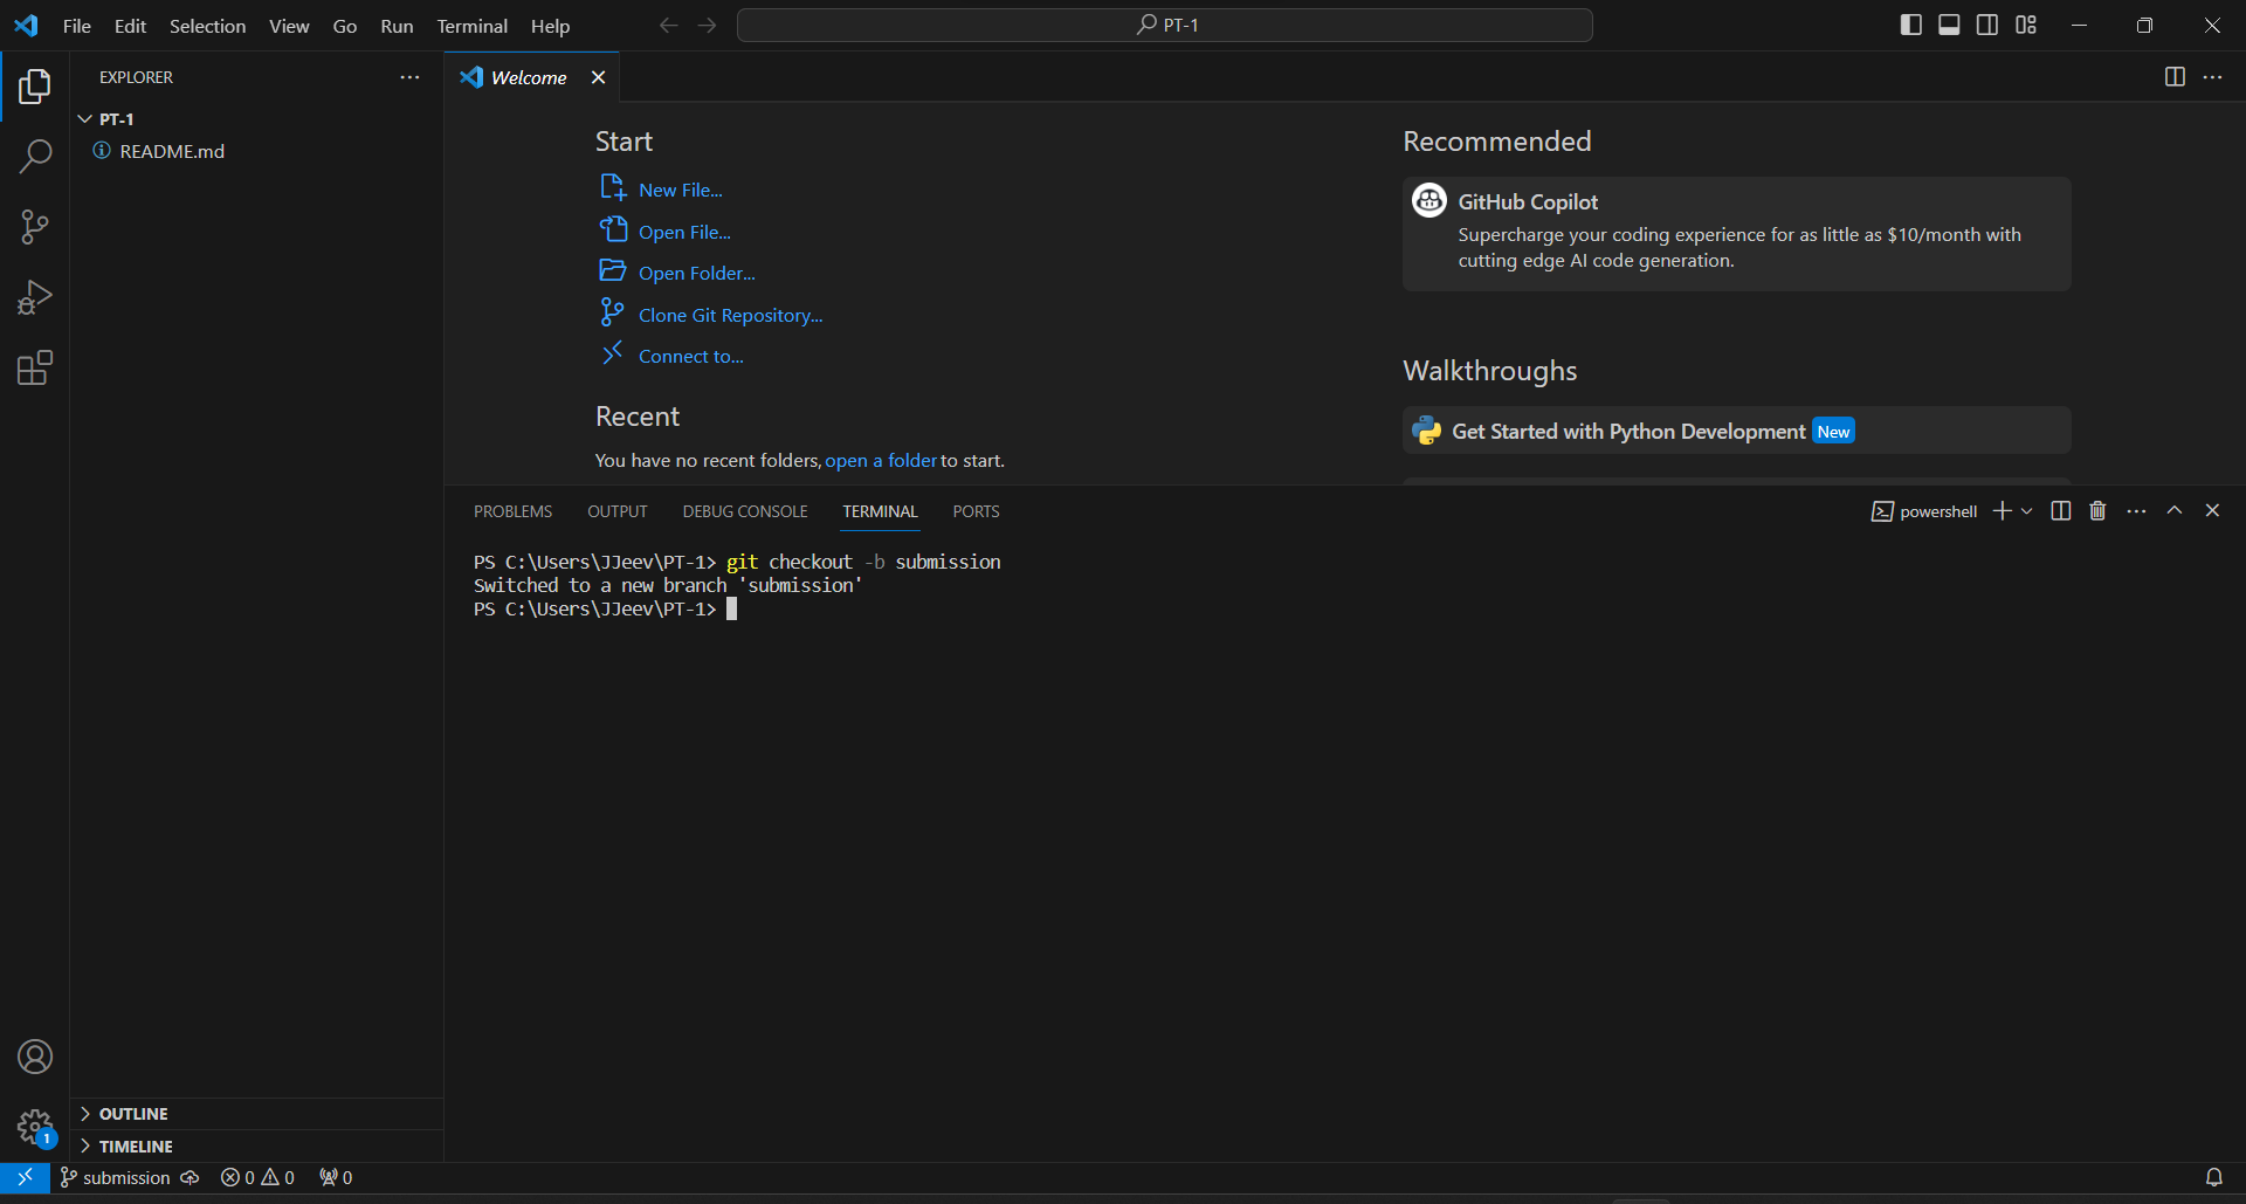 File Edit Selection View Go Run Terminal Help
PT-1
EXPLORER
PT-1
README.md
Welcome
Start
New File...
Open File...
Open Folder...
Clone Git Repository...
Connect to...
Recent
You have no recent folders, open a folder to start.
Recommended
GitHub Copilot
Supercharge your coding experience for as little as $10/month with
cutting edge AI code generation.
Walkthroughs
Get Started with Python Development New
PROBLEMS OUTPUT DEBUG CONSOLE TERMINAL PORTS
powershell
PS C:\Users\JJeev\PT-1> git checkout -b submission
Switched to a new branch 'submission'
PS C:\Users\JJeev\PT-1>
OUTLINE
1
TIMELINE
submission 0 0 0